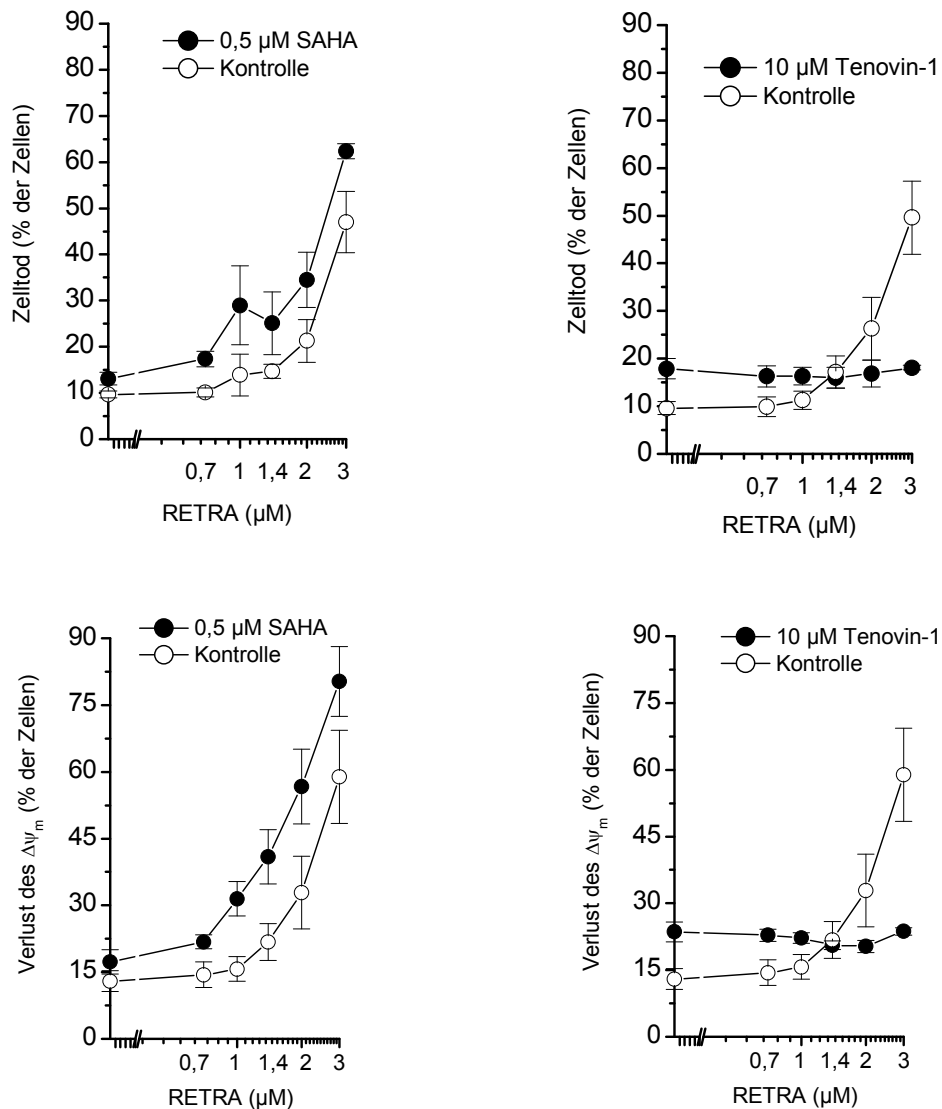 0,5 µM SAHA
Kontrolle
Zelltod (% der Zellen)
90
80
70
60
50
40
30
20
10
0
0,7 1 1,4 2 3
RETRA (µM)
10 µM Tenovin-1
Kontrolle
Zelltod (% der Zellen)
90
80
70
60
50
40
30
20
10
0
0,7 1 1,4 2 3
RETRA (µM)
0,5 µM SAHA
Kontrolle
Verlust des Δψm (% der Zellen)
90
75
60
45
30
15
0
0,7 1 1,4 2 3
RETRA (µM)
10 µM Tenovin-1
Kontrolle
Verlust des Δψm (% der Zellen)
90
75
60
45
30
15
0
0,7 1 1,4 2 3
RETRA (µM)